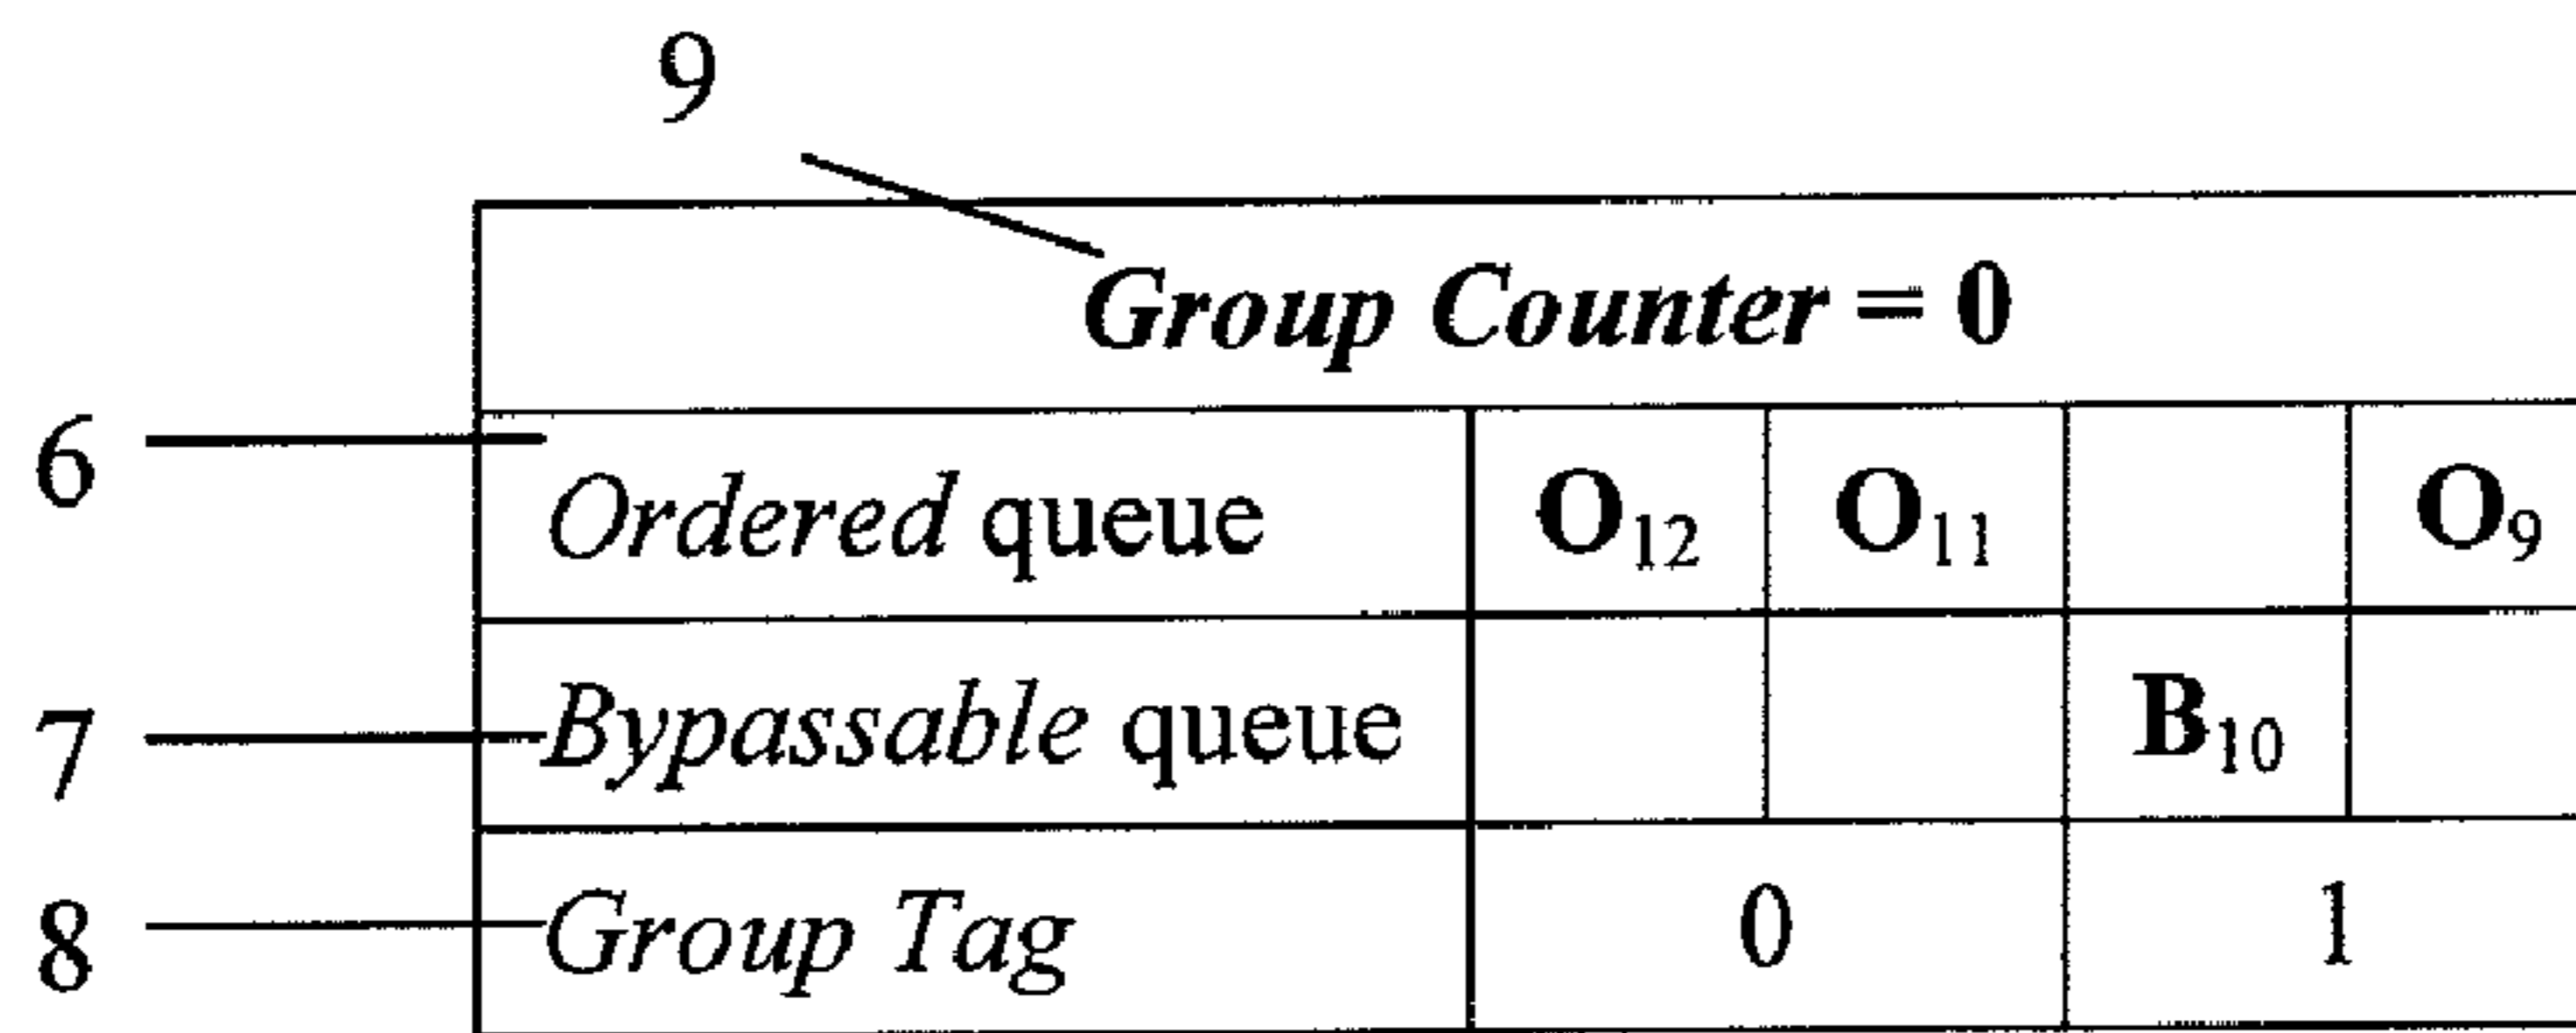 9
Group Counter = 0
6 Ordered queue O12 O11 O9
7 Bypassable queue B10
8 Group Tag 0 1